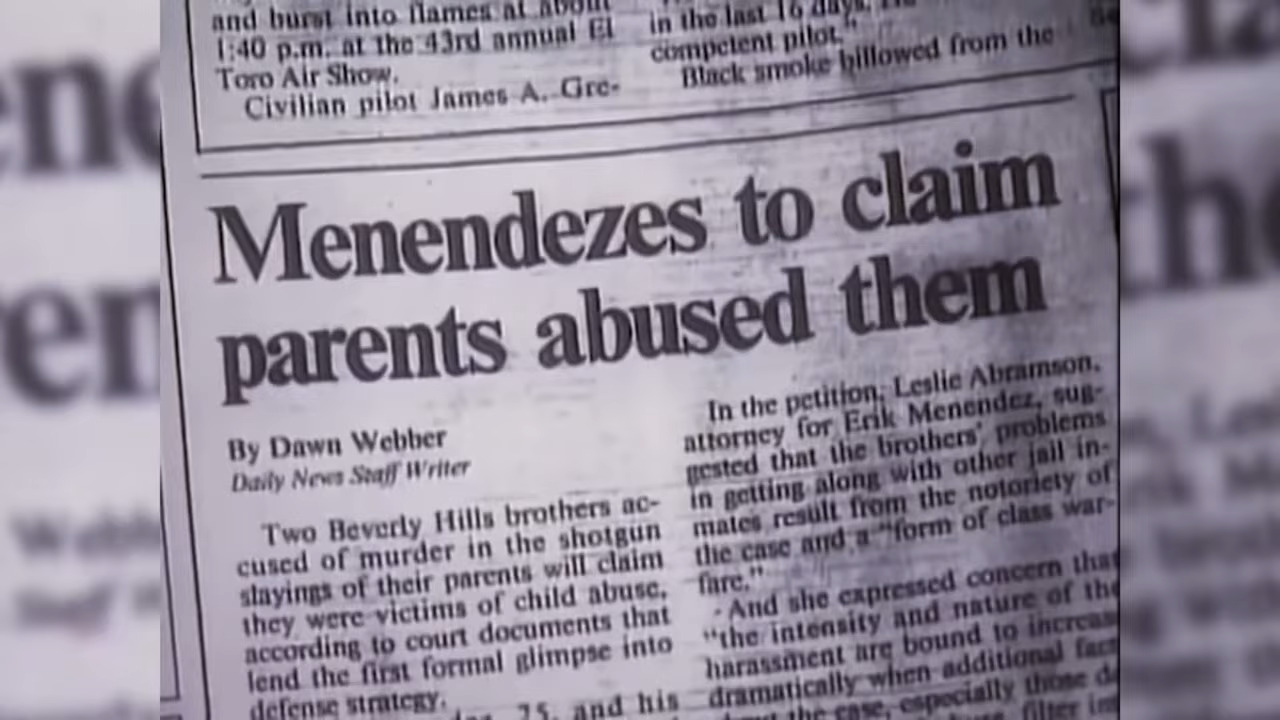 and burst into flames at about
1:40 p.m. at the 43rd annual El
Toro Air Show.
Civilian pilot James A. Gre-
in the last 16 days.
competent pilot."
Black smoke billowed from the
Menendezes to claim
parents abused them
By Dawn Webber
Daily News Staff Writer
Two Beverly Hills brothers ac-
cused of murder in the shotgun
slayings of their parents will claim
they were victims of child abuse,
according to court documents that
lend the first formal glimpse into
defense strategy.
25, and his
In the petition, Leslie Abramson,
attorney for Erik Menendez, sug-
gested that the brothers' problems
in getting along with other jail in-
mates result from the notoriety of
the case and a "form of class war-
fare."
And she expressed concern that
"the intensity and nature of the
harassment are bound to increas
dramatically when additional fact
the case, especially those
filter